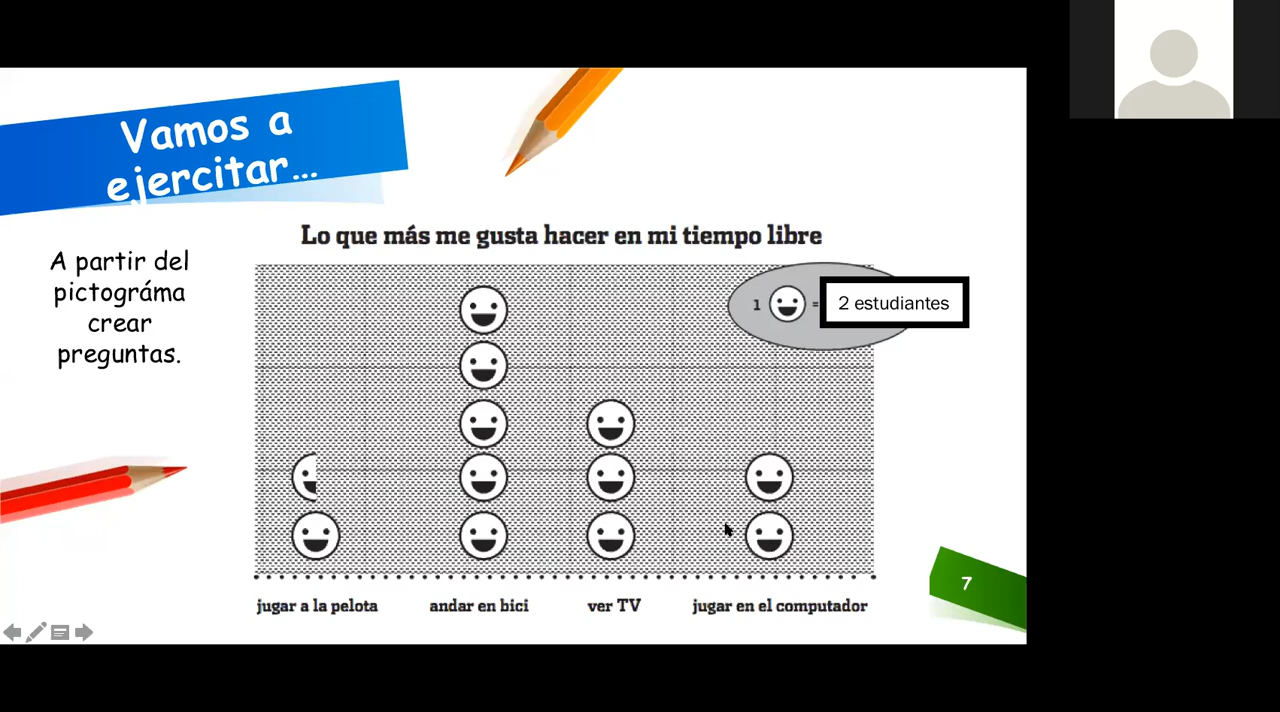 Vamos a
ejercitar...
A partir del
pictográma
crear
preguntas.
Lo que más me gusta hacer en mi tiempo libre
1 = 2 estudiantes
jugar a la pelota
andar en bici
ver TV
jugar en el computador
7